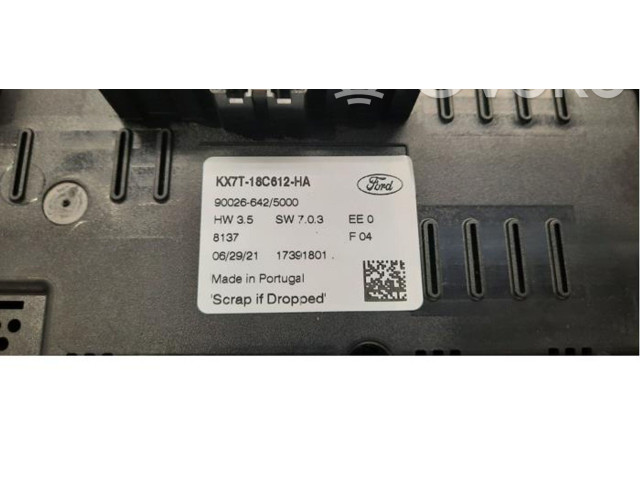 KX7T-18C612-HA
Ford
90026-642/5000
HW 3.5 SW 7.0.3 EE 0
8137 F 04
06/29/21 17391801
Made in Portugal
'Scrap if Dropped'